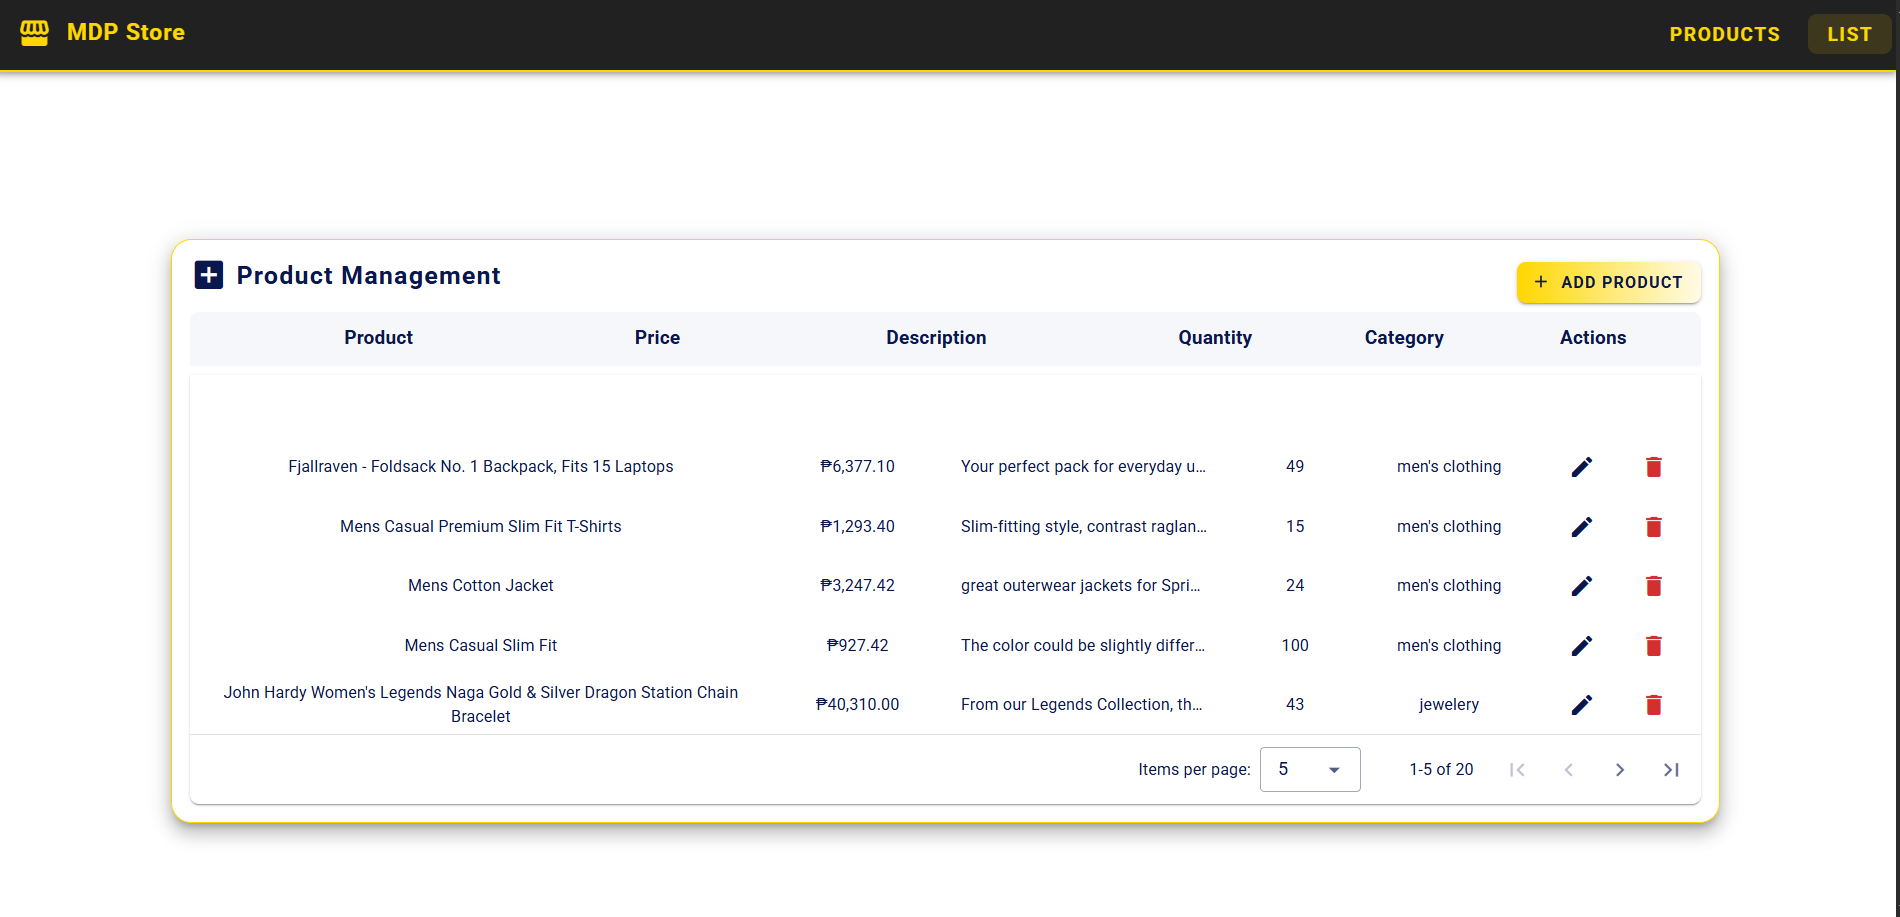 MDP Store
PRODUCTS
LIST
Product Management
ADD PRODUCT
Product Price Description Quantity Category Actions
Fjallraven - Foldsack No. 1 Backpack, Fits 15 Laptops ₱6,377.10 Your perfect pack for everyday u... 49 men's clothing
Mens Casual Premium Slim Fit T-Shirts ₱1,293.40 Slim-fitting style, contrast raglan... 15 men's clothing
Mens Cotton Jacket ₱3,247.42 great outerwear jackets for Spri... 24 men's clothing
Mens Casual Slim Fit ₱927.42 The color could be slightly differ... 100 men's clothing
John Hardy Women's Legends Naga Gold & Silver Dragon Station Chain
Bracelet ₱40,310.00 From our Legends Collection, th... 43 jewelery
Items per page: 5 1-5 of 20